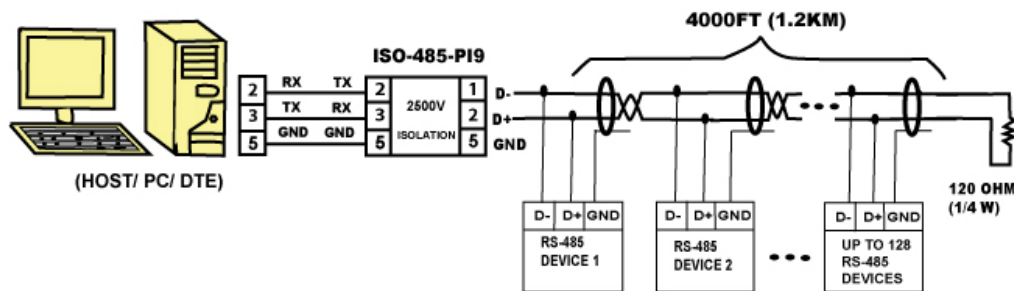 4000FT (1.2KM)
ISO-485-PI9
2 RX TX 2 2500V 1 D-
3 TX RX 3 ISOLATION 2 D+
5 GND GND 5 5 GND
(HOST/ PC/ DTE)
120 OHM
(1/4 W)
D- D+ GND
RS-485
DEVICE 1
D- D+ GND
RS-485
DEVICE 2
D- D+ GND
UP TO 128
RS-485
DEVICES